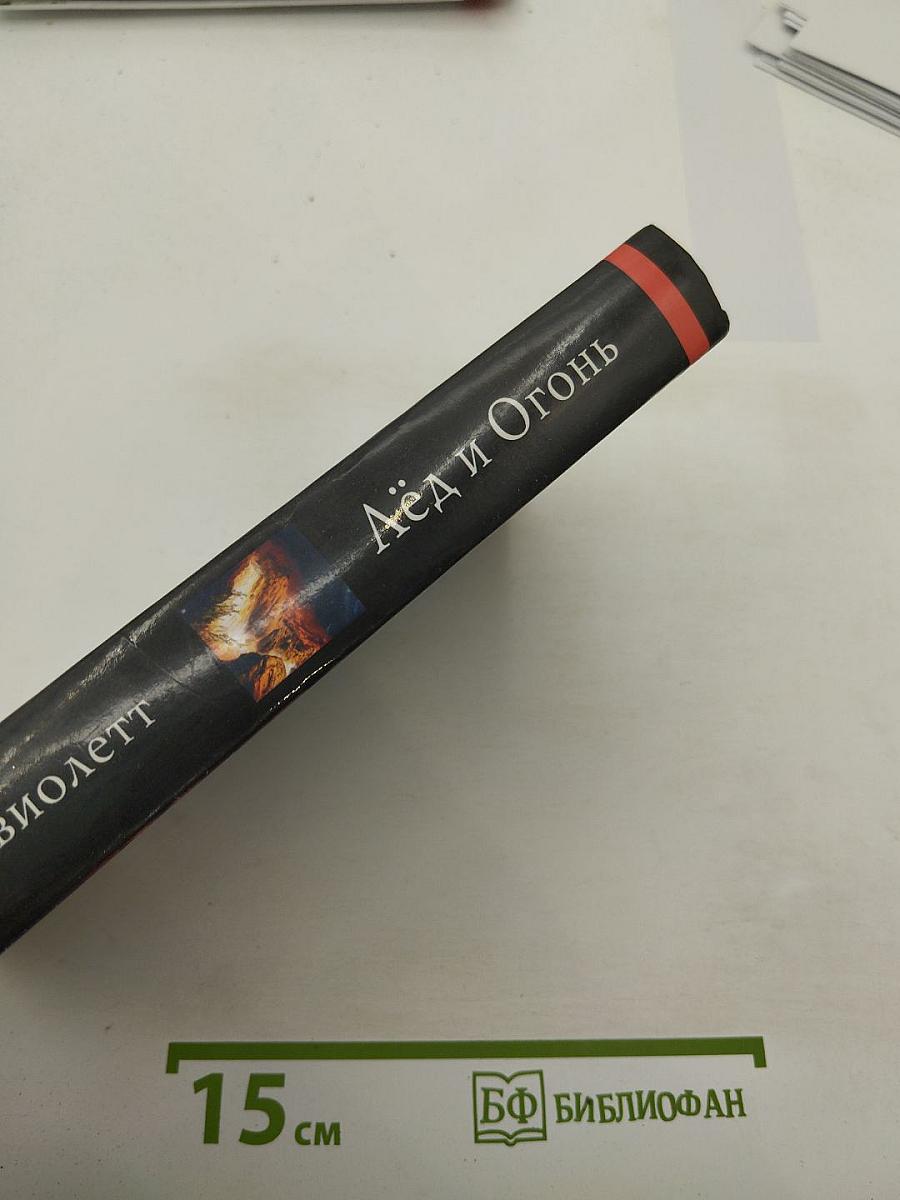 виолетт
Лёд и Огонь
15 см
БФ БИБЛИОФАН